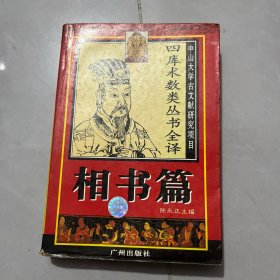 中山大学古文献研究项目
四库术数类丛书全译
相书篇
陈永正主编
广州出版社